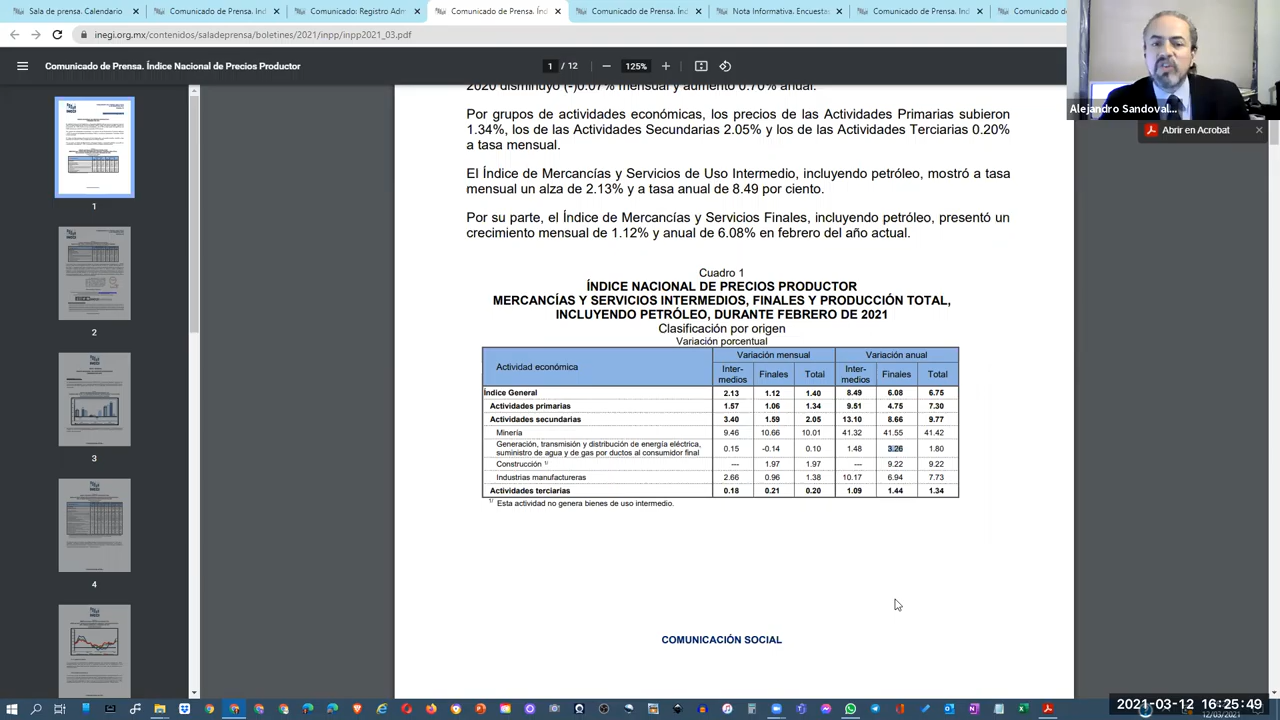 Sala de prensa. Calendario
Comunicado de Prensa. Ind
Comunicado: Registro Adm
Comunicado de Prensa. Índ
Comunicado de Prensa. Índ
Nota Informativa. Encuestas
Comunicado de Prensa. Ind
Comunicado de
inegi.org.mx/contenidos/saladeprensa/boletines/2021/inpp/inpp2021_03.pdf
Comunicado de Prensa. Índice Nacional de Precios Productor
1 / 12
125%
Alejandro Sandoval...
Abrir en Acrobat
2020 disminuyó (-)0.07% mensual y aumentó 0.70% anual.
Por grupos de actividades económicas, los precios de las Actividades Primarias subieron
1.34%, los de las Actividades Secundarias 2.05% y los de las Actividades Terciarias 0.20%
a tasa mensual.
El Índice de Mercancías y Servicios de Uso Intermedio, incluyendo petróleo, mostró a tasa
mensual un alza de 2.13% y a tasa anual de 8.49 por ciento.
Por su parte, el Índice de Mercancías y Servicios Finales, incluyendo petróleo, presentó un
crecimiento mensual de 1.12% y anual de 6.08% en febrero del año actual.
Cuadro 1
ÍNDICE NACIONAL DE PRECIOS PRODUCTOR
MERCANCÍAS Y SERVICIOS INTERMEDIOS, FINALES Y PRODUCCIÓN TOTAL,
INCLUYENDO PETRÓLEO, DURANTE FEBRERO DE 2021
Clasificación por origen
Variación porcentual
Actividad económica Variación mensual Variación anual
Inter-medios Finales Total Inter-medios Finales Total
Índice General 2.13 1.12 1.40 8.49 6.08 6.75
Actividades primarias 1.57 1.06 1.34 9.51 4.75 7.30
Actividades secundarias 3.40 1.59 2.05 13.10 8.66 9.77
Minería 9.46 10.66 10.01 41.32 41.55 41.42
Generación, transmisión y distribución de energía eléctrica,
suministro de agua y de gas por ductos al consumidor final 0.15 -0.14 0.10 1.48 3.26 1.80
Construcción 1/ --- 1.97 1.97 --- 9.22 9.22
Industrias manufactureras 2.66 0.96 1.38 10.17 6.94 7.73
Actividades terciarias 0.18 0.21 0.20 1.09 1.44 1.34
1/ Esta actividad no genera bienes de uso intermedio.
COMUNICACIÓN SOCIAL
1
2
3
4
2021-03-12 16:25:49
12/03/2021